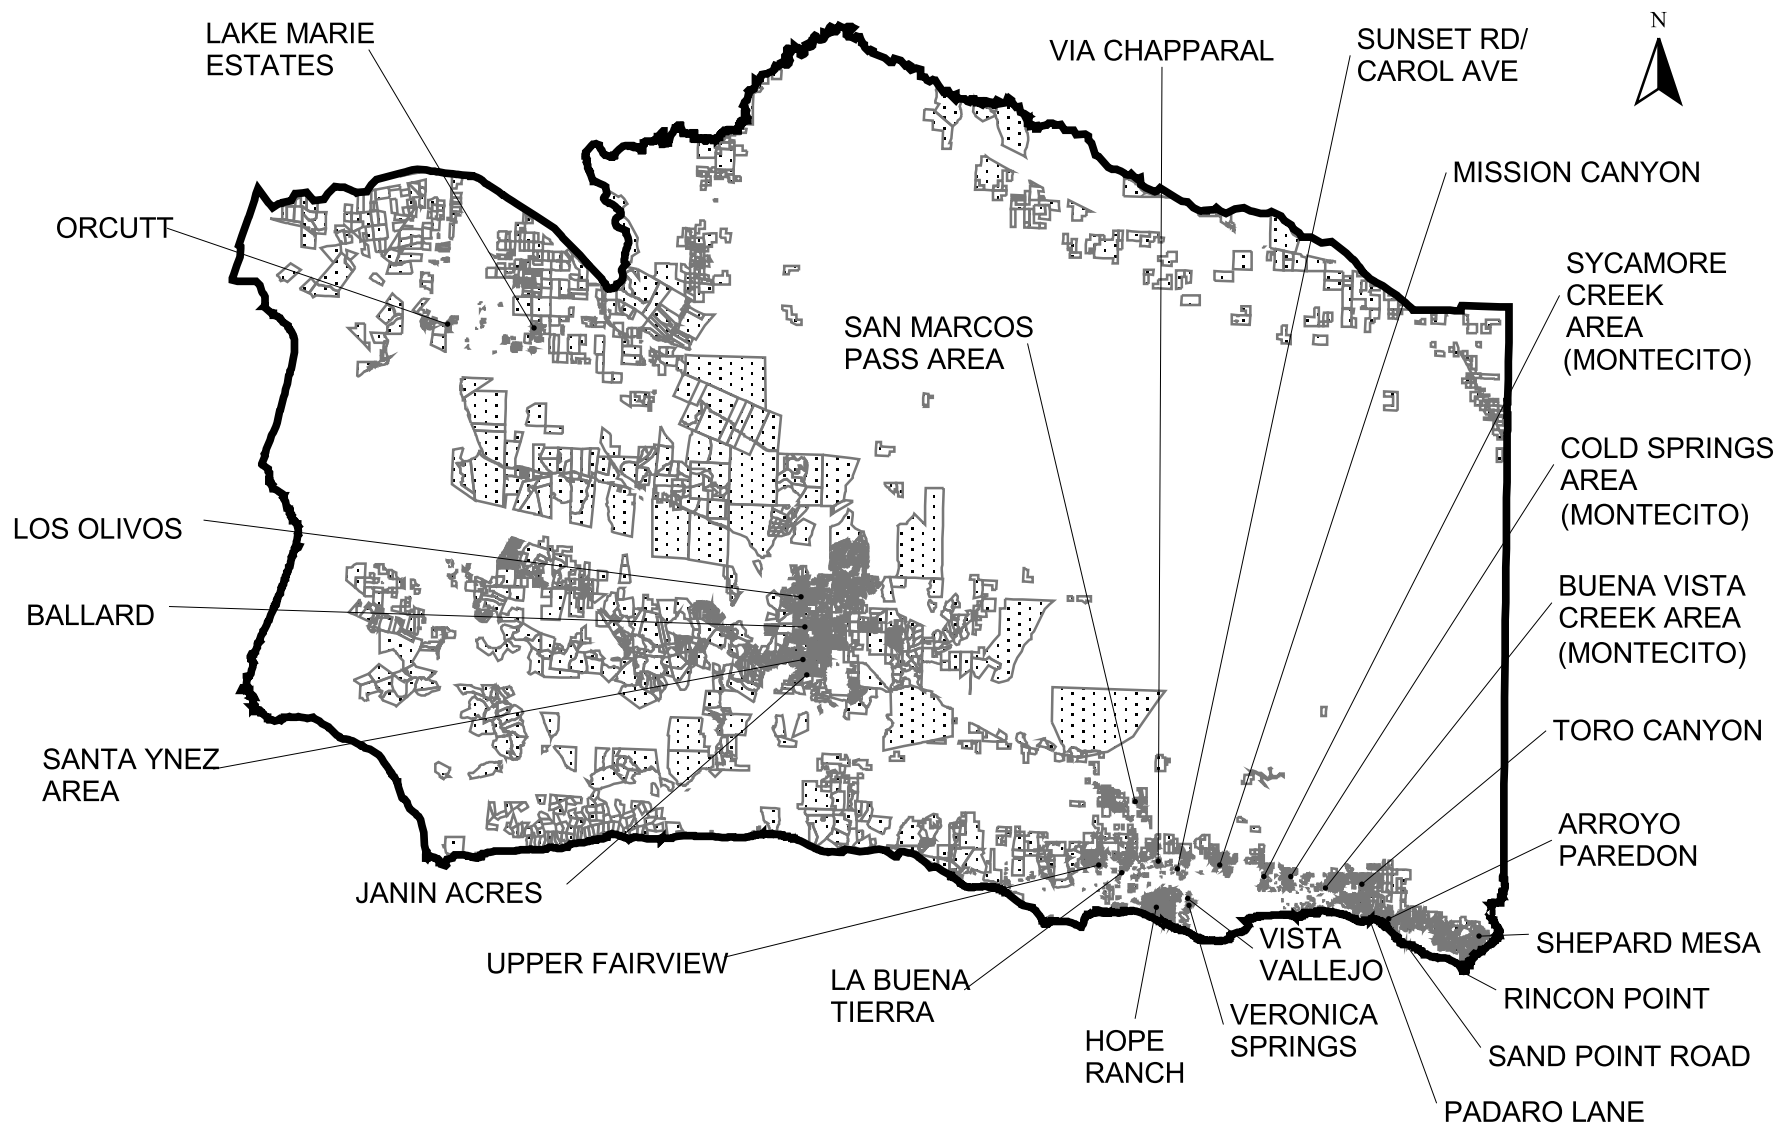 LAKE MARIE
ESTATES
VIA CHAPPARAL
SUNSET RD/
CAROL AVE
N
MISSION CANYON
ORCUTT
SYCAMORE
CREEK
AREA
(MONTECITO)
SAN MARCOS
PASS AREA
COLD SPRINGS
AREA
(MONTECITO)
LOS OLIVOS
BUENA VISTA
CREEK AREA
(MONTECITO)
BALLARD
TORO CANYON
SANTA YNEZ
AREA
ARROYO
PAREDON
JANIN ACRES
UPPER FAIRVIEW
LA BUENA
TIERRA
VISTA
VALLEJO
SHEPARD MESA
RINCON POINT
HOPE
RANCH
VERONICA
SPRINGS
SAND POINT ROAD
PADARO LANE